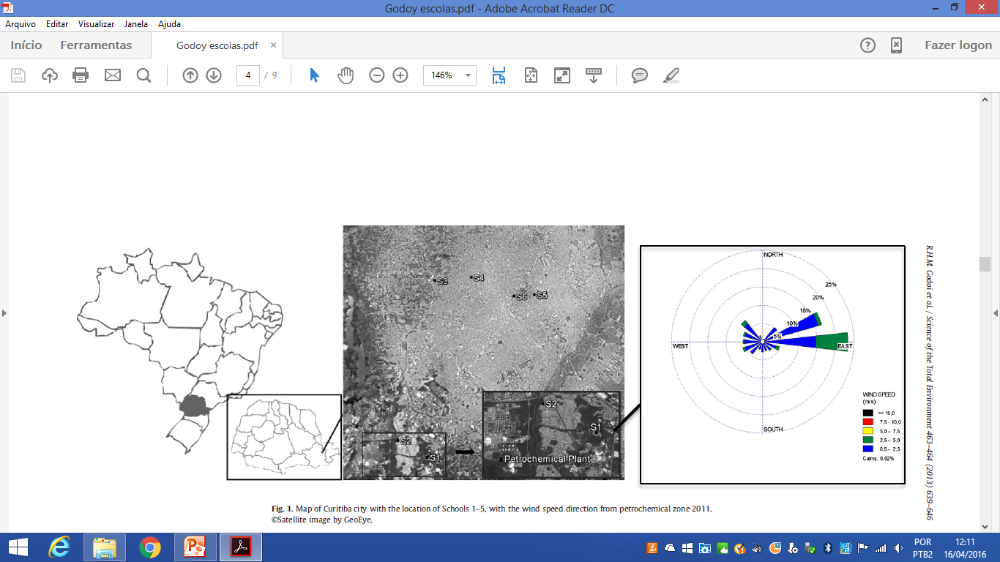 Godoy escolas.pdf - Adobe Acrobat Reader DC
Arquivo Editar Visualizar Janela Ajuda
Início Ferramentas Godoy escolas.pdf × Fazer logon
4 / 9 146%
NORTH
25%
20%
15%
10%
5%
WEST
EAST
SOUTH
WIND SPEED
(m/s)
>= 10,0
7,5 - 10,0
5,0 - 7,5
2,5 - 5,0
0,5 - 2,5
Calms: 6,62%
S3
S4
S6
S5
S2
S1
S2
S1
Petrochemical Plant
R.H.M. Godoi et al. / Science of the Total Environment 463–464 (2013) 639–646
Fig. 1. Map of Curitiba city with the location of Schools 1–5, with the wind speed direction from petrochemical zone 2011.
©Satellite image by GeoEye.
POR 12:11
PTB2 16/04/2016